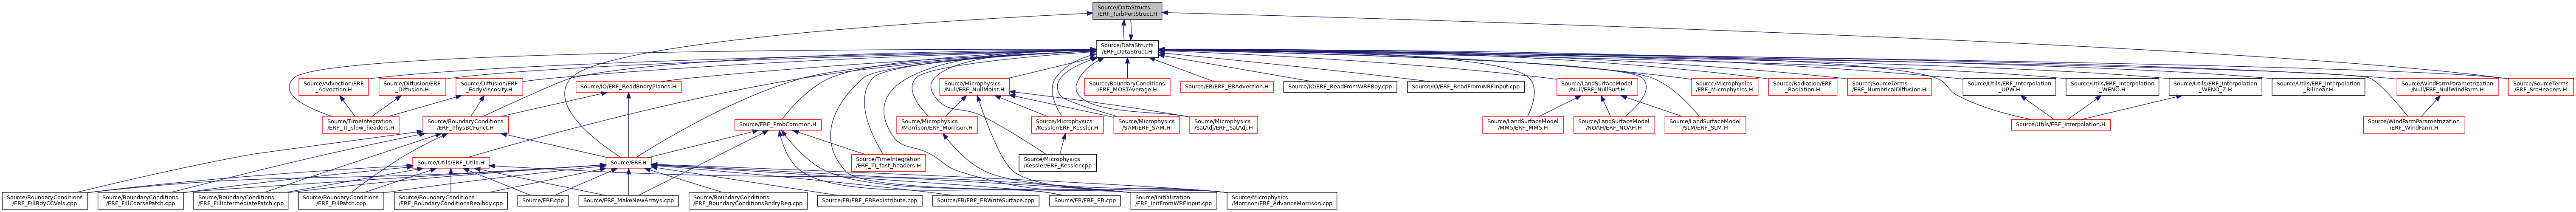 Source/DataStructs
/ERF_TurbPertStruct.H
Source/DataStructs
/ERF_DataStruct.H
Source/Advection/ERF
_Advection.H
Source/Diffusion/ERF
_Diffusion.H
Source/Diffusion/ERF
_EddyViscosity.H
Source/IO/ERF_ReadBndryPlanes.H
Source/Microphysics
/Null/ERF_NullMoist.H
Source/BoundaryConditions
/ERF_MOSTAverage.H
Source/EB/ERF_EBAdvection.H
Source/IO/ERF_ReadFromWRFBdy.cpp
Source/IO/ERF_ReadFromWRFInput.cpp
Source/LandSurfaceModel
/Null/ERF_NullSurf.H
Source/Microphysics
/ERF_Microphysics.H
Source/Radiation/ERF
_Radiation.H
Source/SourceTerms
/ERF_NumericalDiffusion.H
Source/Utils/ERF_Interpolation
_UPW.H
Source/Utils/ERF_Interpolation
_WENO.H
Source/Utils/ERF_Interpolation
_WENO_Z.H
Source/Utils/ERF_Interpolation
_Bilinear.H
Source/WindFarmParametrization
/Null/ERF_NullWindFarm.H
Source/SourceTerms
/ERF_SrcHeaders.H
Source/TimeIntegration
/ERF_TI_slow_headers.H
Source/BoundaryConditions
/ERF_PhysBCFunct.H
Source/ERF_ProbCommon.H
Source/Microphysics
/Morrison/ERF_Morrison.H
Source/Microphysics
/Kessler/ERF_Kessler.H
Source/Microphysics
/SAM/ERF_SAM.H
Source/Microphysics
/SatAdj/ERF_SatAdj.H
Source/LandSurfaceModel
/MM5/ERF_MM5.H
Source/LandSurfaceModel
/NOAH/ERF_NOAH.H
Source/LandSurfaceModel
/SLM/ERF_SLM.H
Source/Utils/ERF_Interpolation.H
Source/WindFarmParametrization
/ERF_WindFarm.H
Source/Utils/ERF_Utils.H
Source/ERF.H
Source/TimeIntegration
/ERF_TI_fast_headers.H
Source/Microphysics
/Kessler/ERF_Kessler.cpp
Source/BoundaryConditions
/ERF_FillBdyCCVels.cpp
Source/BoundaryConditions
/ERF_FillCoarsePatch.cpp
Source/BoundaryConditions
/ERF_FillIntermediatePatch.cpp
Source/BoundaryConditions
/ERF_FillPatch.cpp
Source/BoundaryConditions
/ERF_BoundaryConditionsRealbdy.cpp
Source/ERF.cpp
Source/ERF_MakeNewArrays.cpp
Source/BoundaryConditions
/ERF_BoundaryConditionsBndryReg.cpp
Source/EB/ERF_EBRedistribute.cpp
Source/EB/ERF_EBWriteSurface.cpp
Source/EB/ERF_EB.cpp
Source/Initialization
/ERF_InitFromWRFInput.cpp
Source/Microphysics
/Morrison/ERF_AdvanceMorrison.cpp